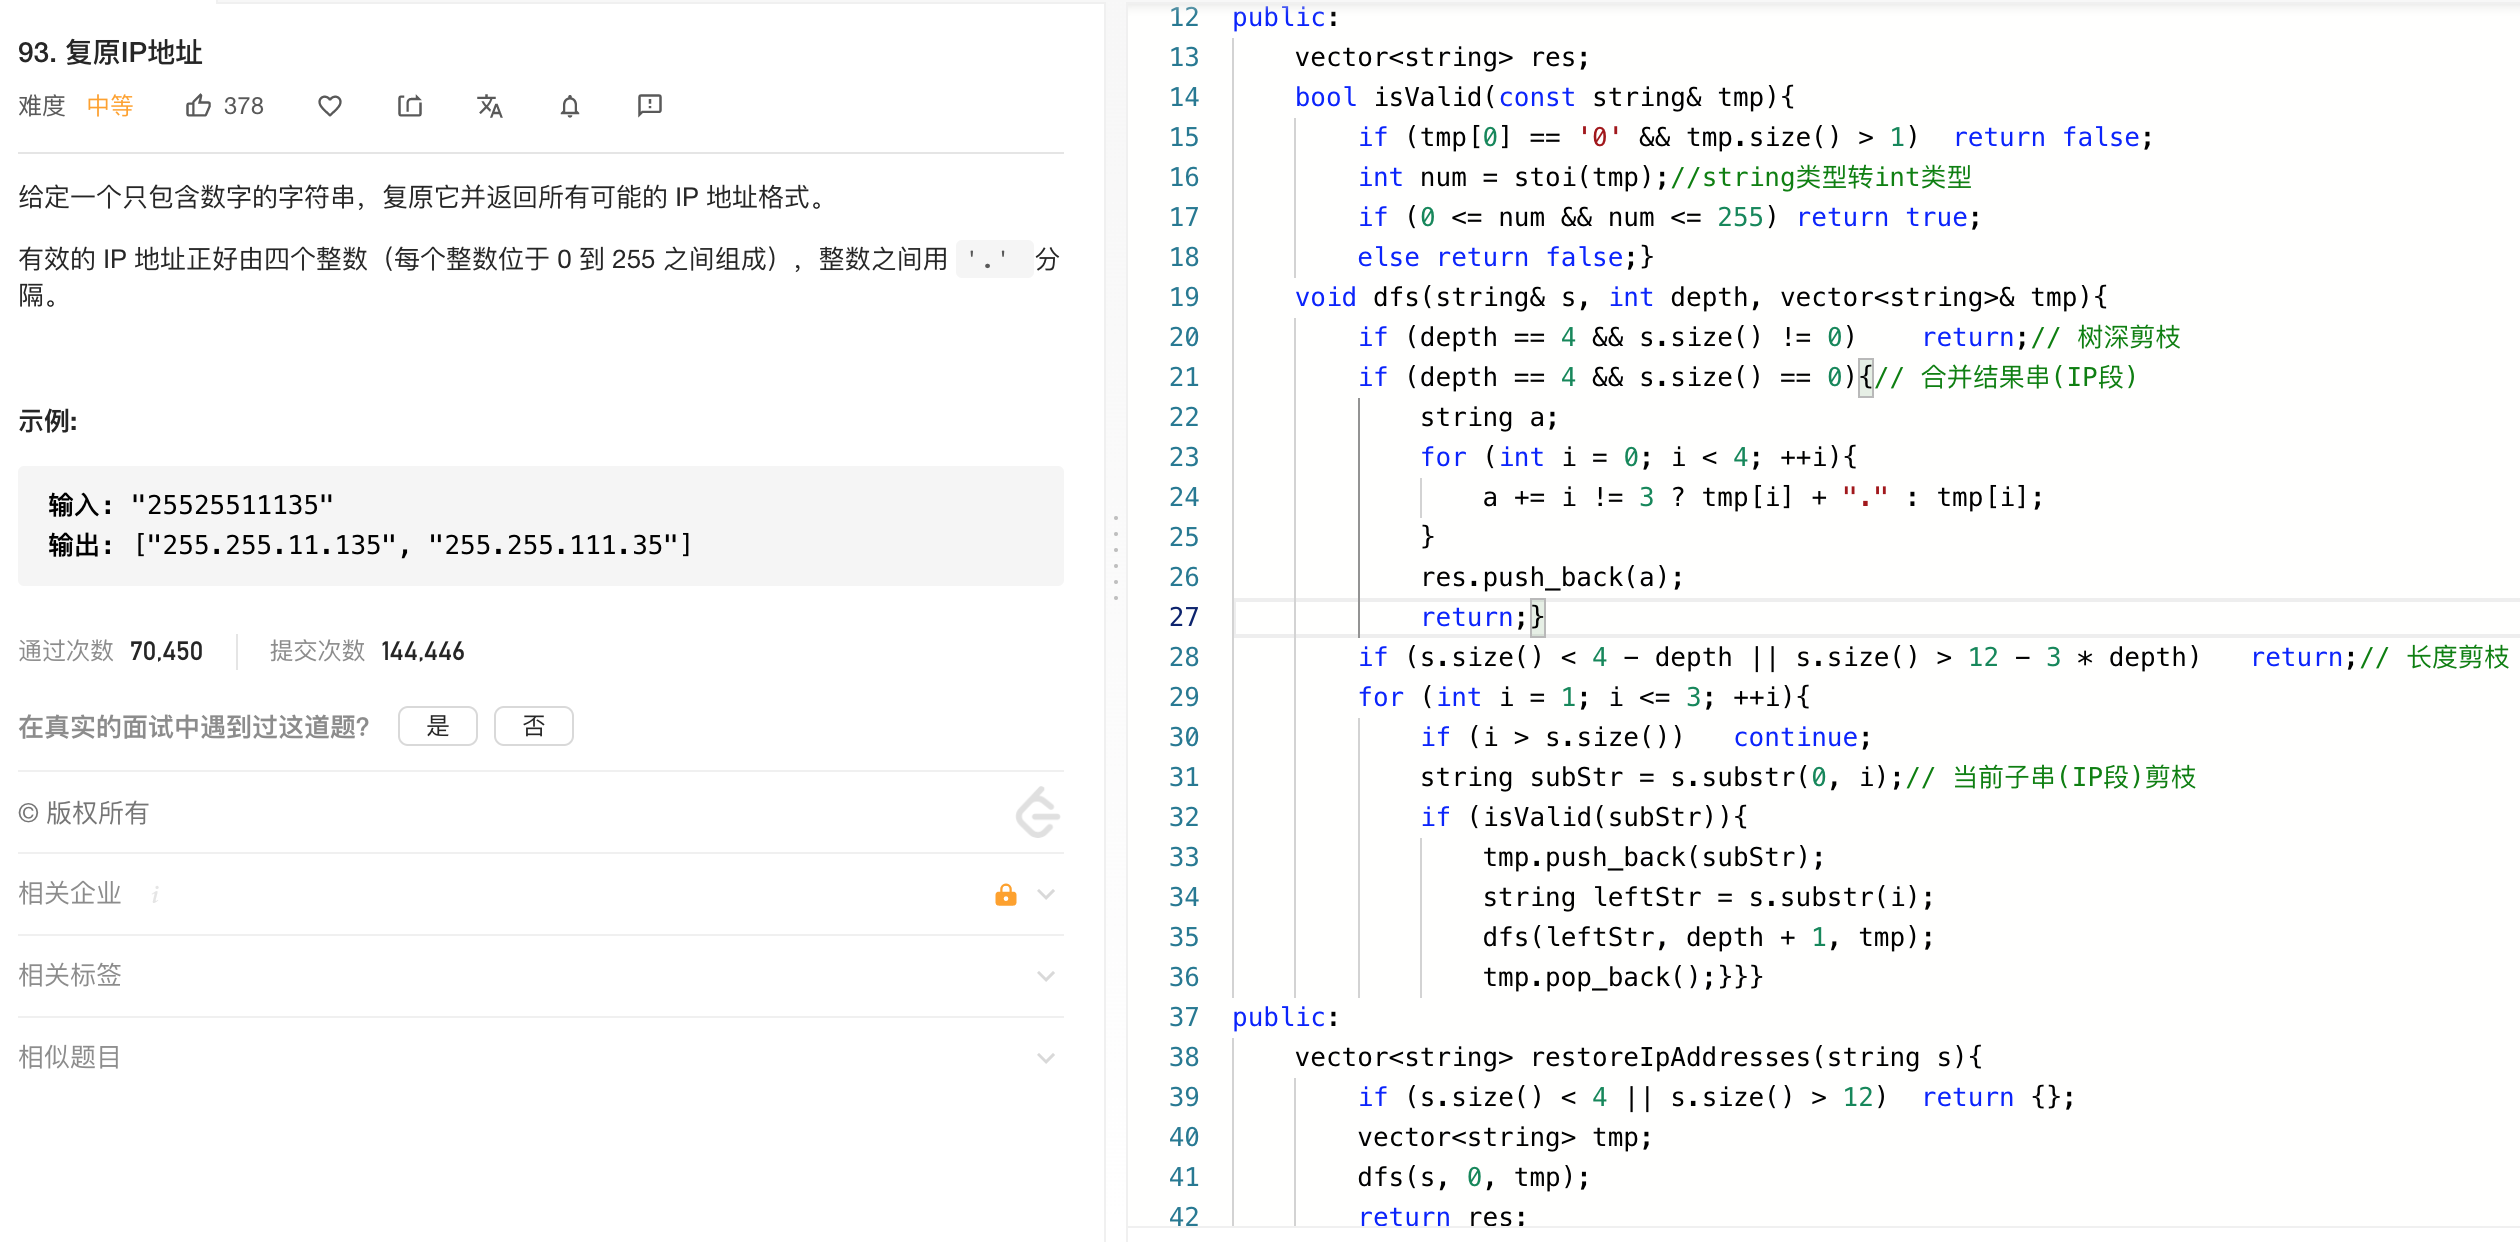 93. 复原IP地址
难度 中等 378
给定一个只包含数字的字符串，复原它并返回所有可能的 IP 地址格式。
有效的 IP 地址正好由四个整数（每个整数位于 0 到 255 之间组成），整数之间用 '.' 分
隔。
示例:
输入: "25525511135"
输出: ["255.255.11.135", "255.255.111.35"]
通过次数 70,450 提交次数 144,446
在真实的面试中遇到过这道题? 是 否
© 版权所有
相关企业 i
相关标签
相似题目
12 public:
13     vector<string> res;
14     bool isValid(const string& tmp){
15         if (tmp[0] == '0' && tmp.size() > 1)  return false;
16         int num = stoi(tmp);//string类型转int类型
17         if (0 <= num && num <= 255) return true;
18         else return false;}
19     void dfs(string& s, int depth, vector<string>& tmp){
20         if (depth == 4 && s.size() != 0)    return;// 树深剪枝
21         if (depth == 4 && s.size() == 0){// 合并结果串(IP段)
22             string a;
23             for (int i = 0; i < 4; ++i){
24                 a += i != 3 ? tmp[i] + "." : tmp[i];
25             }
26             res.push_back(a);
27             return;}
28         if (s.size() < 4 - depth || s.size() > 12 - 3 * depth)   return;// 长度剪枝
29         for (int i = 1; i <= 3; ++i){
30             if (i > s.size())   continue;
31             string subStr = s.substr(0, i);// 当前子串(IP段)剪枝
32             if (isValid(subStr)){
33                 tmp.push_back(subStr);
34                 string leftStr = s.substr(i);
35                 dfs(leftStr, depth + 1, tmp);
36                 tmp.pop_back();}}}
37 public:
38     vector<string> restoreIpAddresses(string s){
39         if (s.size() < 4 || s.size() > 12)  return {};
40         vector<string> tmp;
41         dfs(s, 0, tmp);
42         return res;